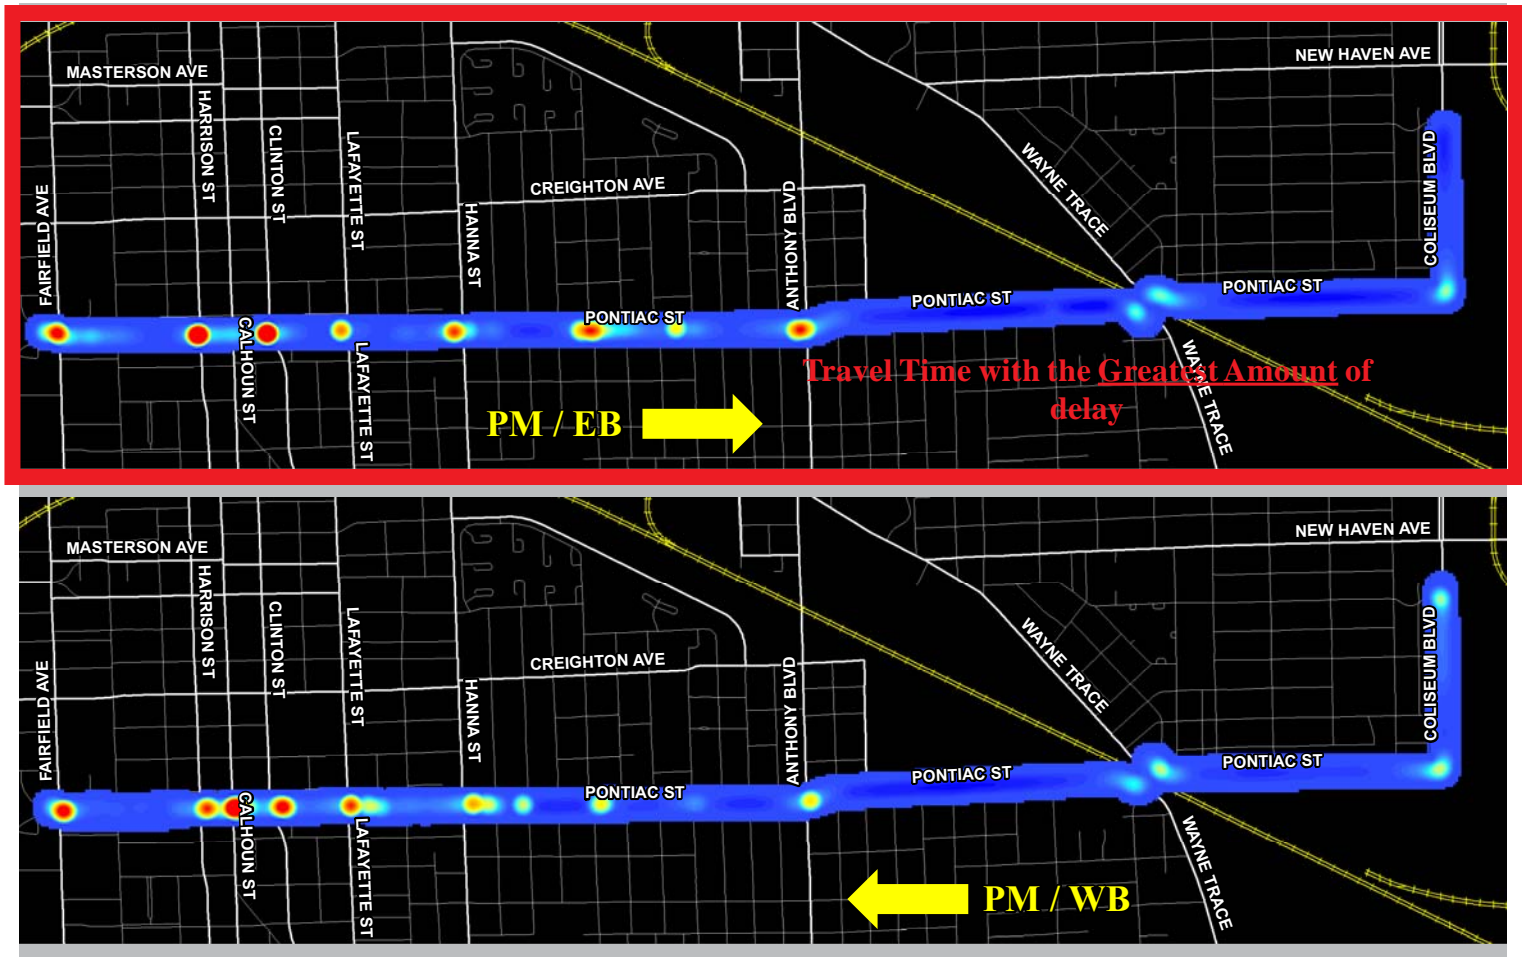 NEW HAVEN AVE
MASTERSON AVE
HARRISON ST
CLINTON ST
LAFAYETTE ST
COLISEUM BLVD
WAYNE TRACE
CREIGHTON AVE
ANTHONY BLVD
FAIRFIELD AVE
HANNA ST
PONTIAC ST
PONTIAC ST
PONTIAC ST
CALHOUN ST
LAFAYETTE ST
WAYNE TRACE
Travel Time with the Greatest Amount of
delay
PM / EB
NEW HAVEN AVE
MASTERSON AVE
HARRISON ST
CLINTON ST
LAFAYETTE ST
COLISEUM BLVD
WAYNE TRACE
CREIGHTON AVE
ANTHONY BLVD
FAIRFIELD AVE
HANNA ST
PONTIAC ST
PONTIAC ST
PONTIAC ST
CALHOUN ST
LAFAYETTE ST
WAYNE TRACE
PM / WB